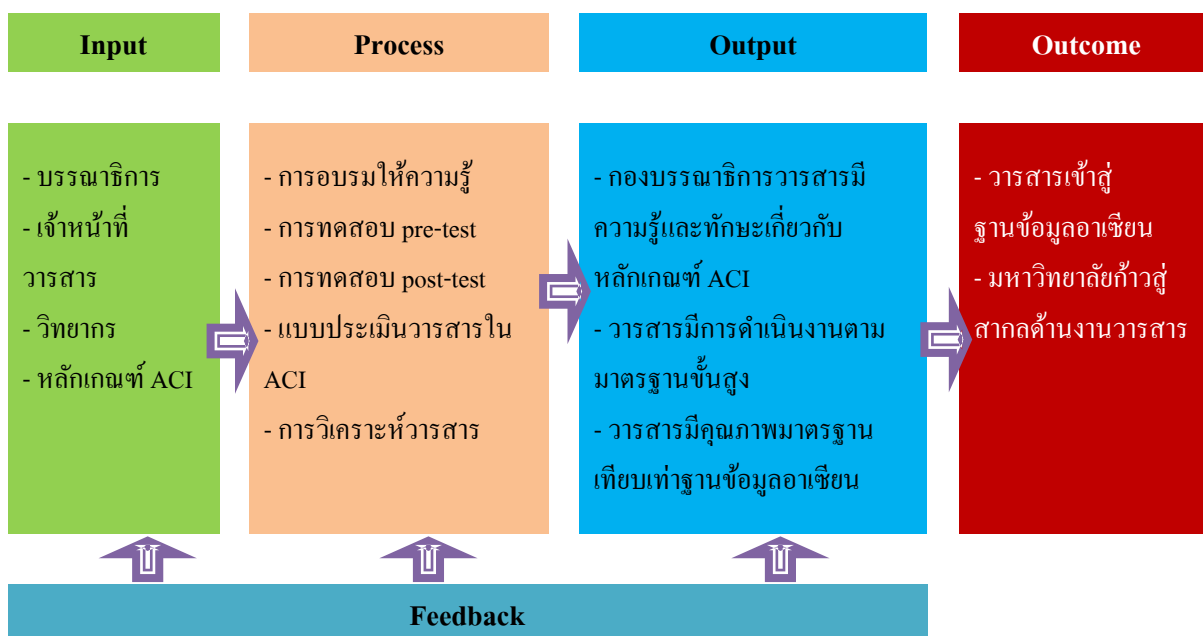 Input
Process
Output
Outcome
- บรรณาธิการ
- เจ้าหน้าที่
วารสาร
- วิทยากร
- หลักเกณฑ์ ACI
- การอบรมให้ความรู้
- การทดสอบ pre-test
- การทดสอบ post-test
- แบบประเมินวารสารใน
ACI
- การวิเคราะห์วารสาร
- กองบรรณาธิการวารสารมี
ความรู้และทักษะเกี่ยวกับ
หลักเกณฑ์ ACI
- วารสารมีการดำเนินงานตาม
มาตรฐานขั้นสูง
- วารสารมีคุณภาพมาตรฐาน
เทียบเท่าฐานข้อมูลอาเซียน
- วารสารเข้าสู่
ฐานข้อมูลอาเซียน
- มหาวิทยาลัยก้าวสู่
สากลด้านงานวารสาร
Feedback